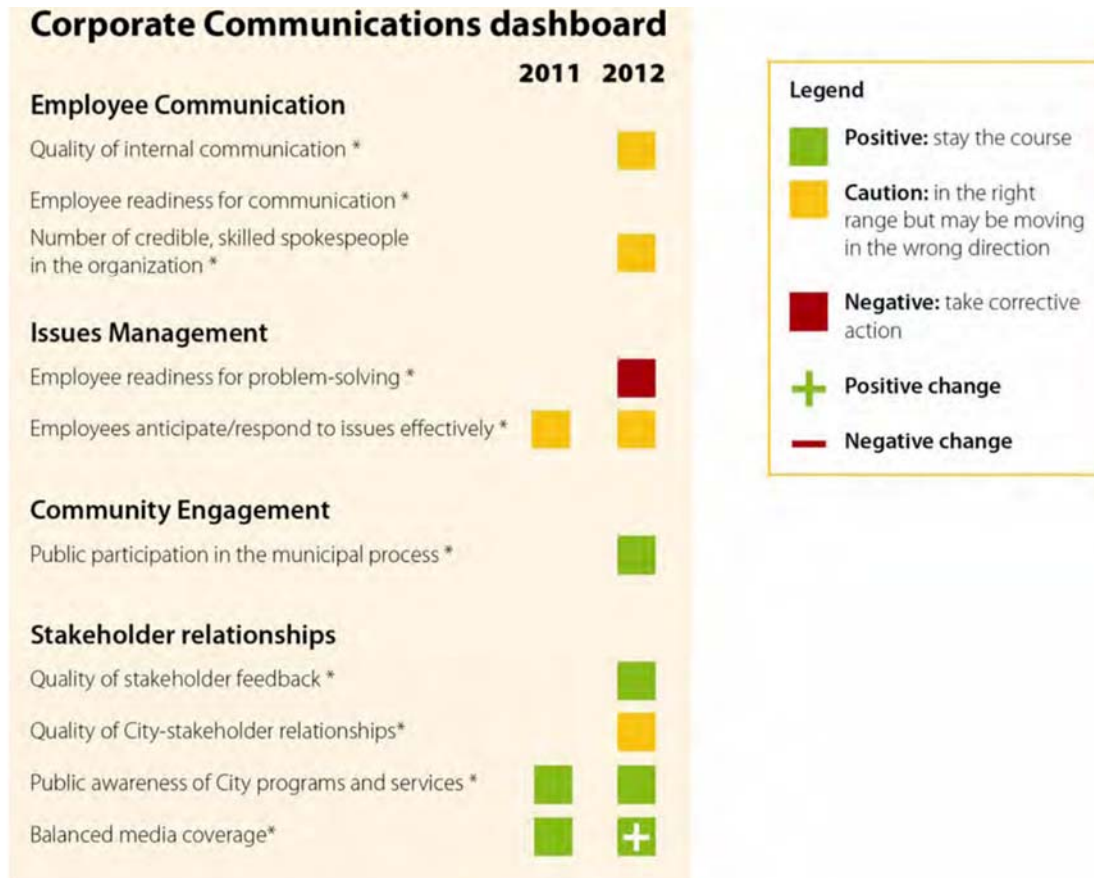 Corporate Communications dashboard
2011 2012
Employee Communication
Quality of internal communication *
Employee readiness for communication *
Number of credible, skilled spokespeople
in the organization *
Issues Management
Employee readiness for problem-solving *
Employees anticipate/respond to issues effectively *
Community Engagement
Public participation in the municipal process *
Stakeholder relationships
Quality of stakeholder feedback *
Quality of City-stakeholder relationships*
Public awareness of City programs and services *
Balanced media coverage*
+
Legend
Positive: stay the course
Caution: in the right
range but may be moving
in the wrong direction
Negative: take corrective
action
+ Positive change
– Negative change